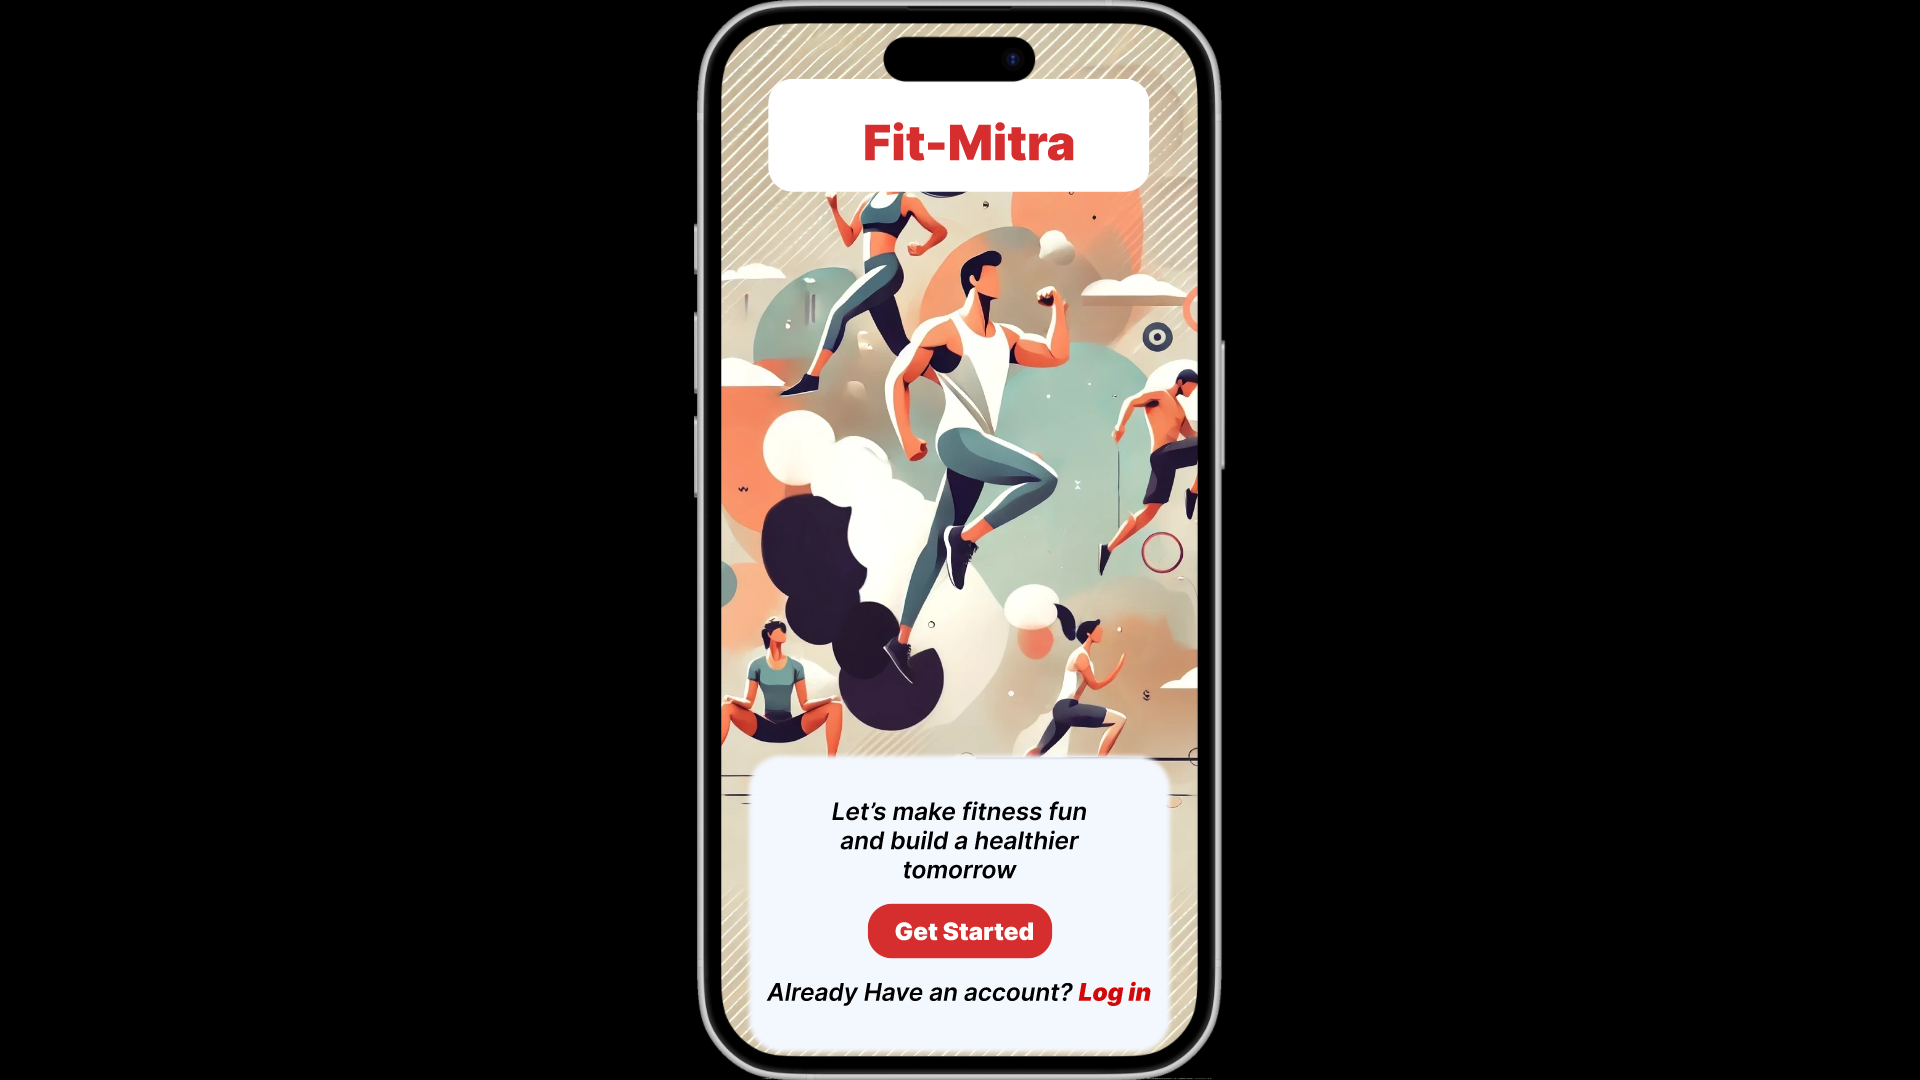 Fit-Mitra
Let’s make fitness fun
and build a healthier
tomorrow
Get Started
Already Have an account? Log in